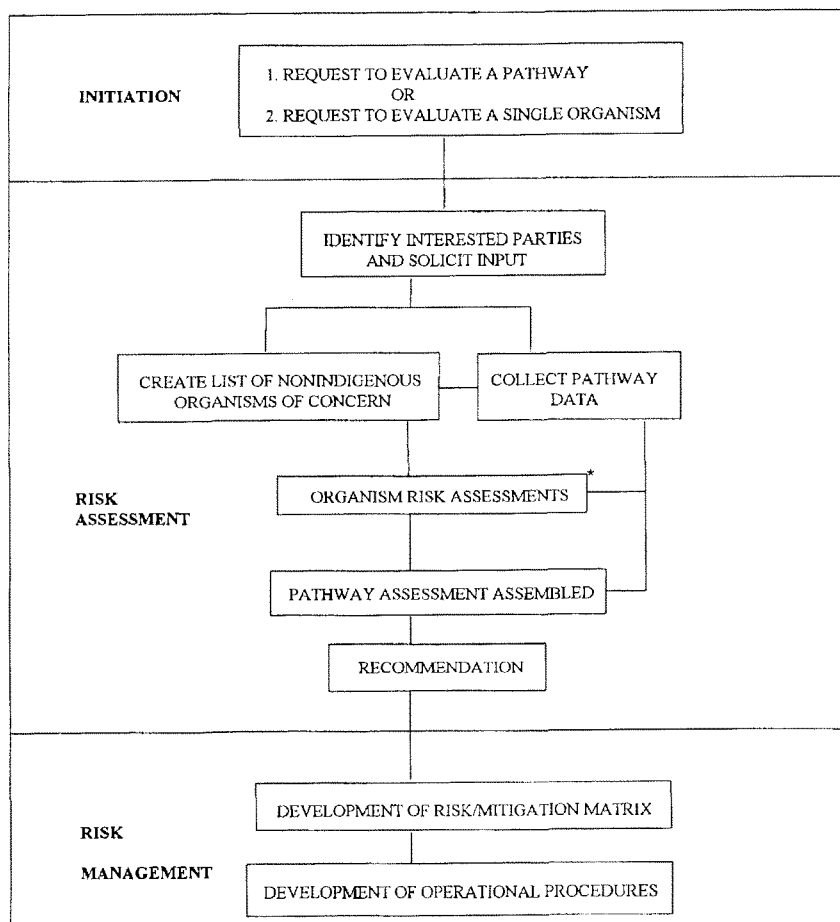 INITIATION
1. REQUEST TO EVALUATE A PATHWAY
OR
2. REQUEST TO EVALUATE A SINGLE ORGANISM
IDENTIFY INTERESTED PARTIES
AND SOLICIT INPUT
CREATE LIST OF NONINDIGENOUS
ORGANISMS OF CONCERN
COLLECT PATHWAY
DATA
RISK
ASSESSMENT
ORGANISM RISK ASSESSMENTS
*
PATHWAY ASSESSMENT ASSEMBLED
RECOMMENDATION
RISK
MANAGEMENT
DEVELOPMENT OF RISK/MITIGATION MATRIX
DEVELOPMENT OF OPERATIONAL PROCEDURES